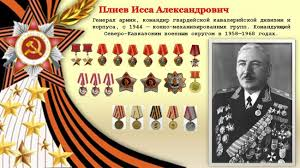 Плиев Исса Александрович
Генерал армии, командир гвардейской кавалерийской дивизии и
корпуса, с 1944 — конно-механизированных групп. Командующий
Северо-Кавказским военным округом в 1958—1968 годах.